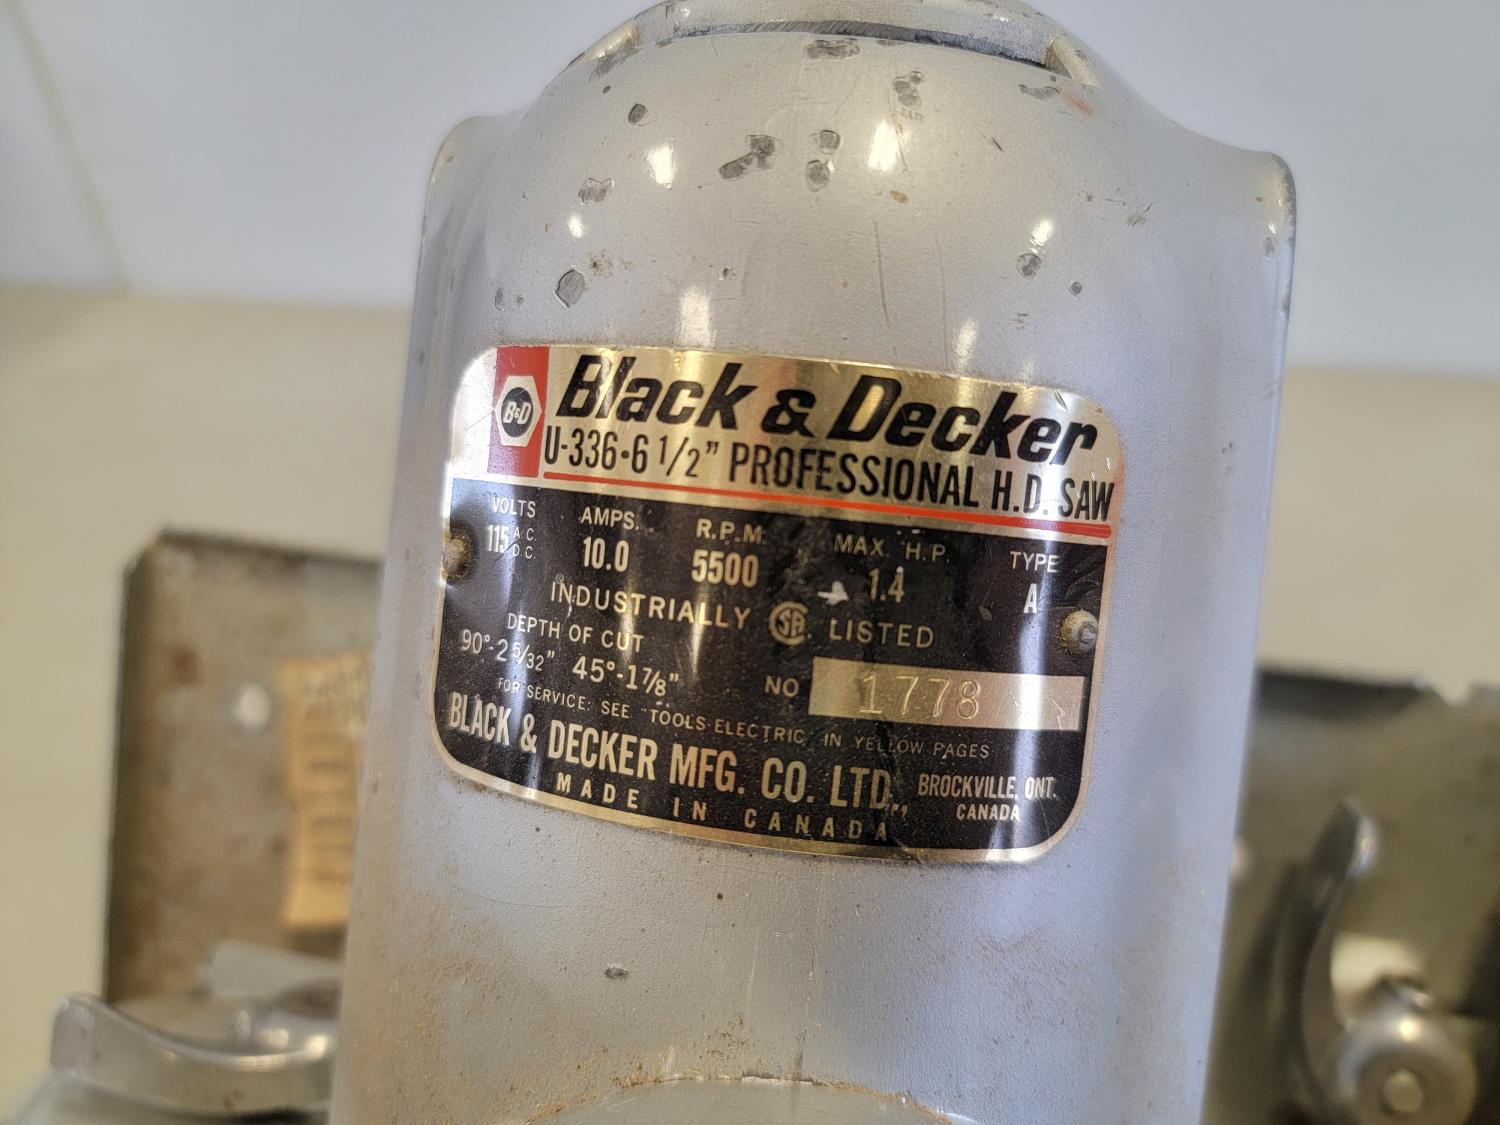 B&D
Black & Decker
U-336·6 1/2” PROFESSIONAL H.D. SAW
VOLTS AMPS. R.P.M. MAX. H.P. TYPE
115 A.C. D.C. 10.0 5500 1.4 A
INDUSTRIALLY SA LISTED
DEPTH OF CUT
90°-2 5/32" 45°-1 7/8"
NO 1778
FOR SERVICE: SEE "TOOLS-ELECTRIC, IN YELLOW PAGES
BLACK & DECKER MFG. CO. LTD., BROCKVILLE, ONT.
CANADA
MADE IN CANADA